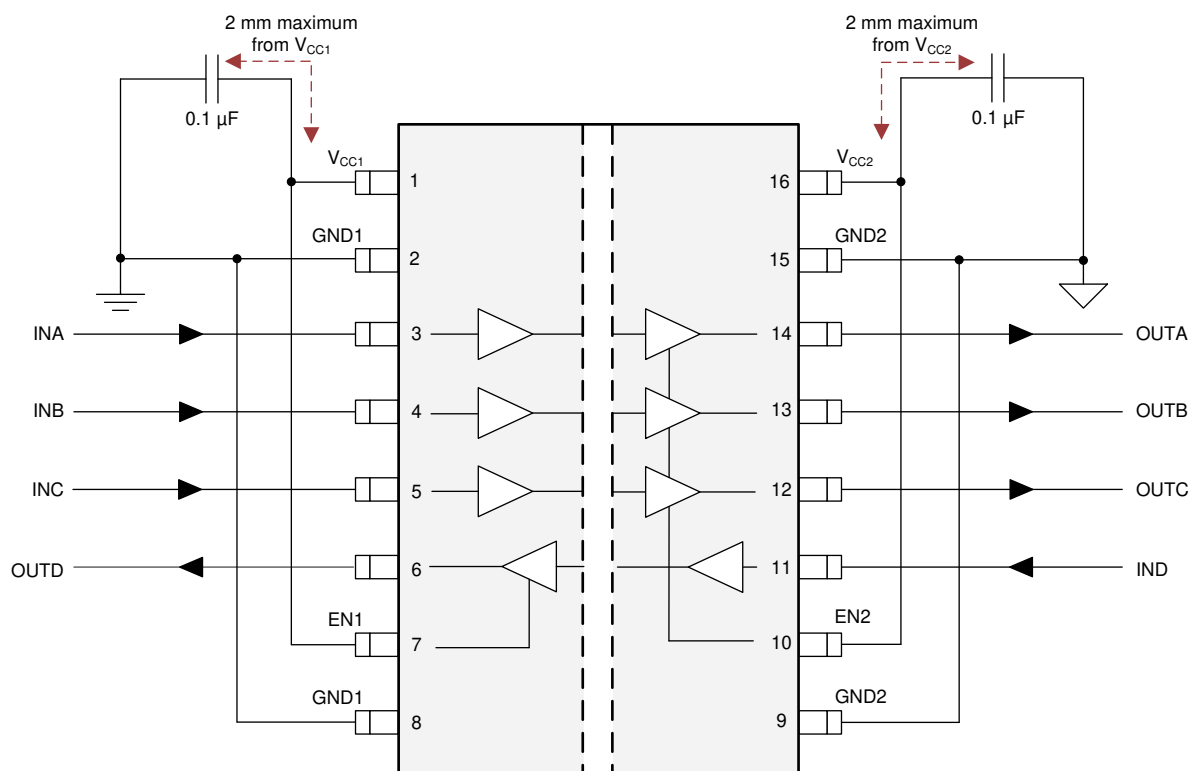 2 mm maximum
from VCC1
2 mm maximum
from VCC2
0.1 µF
0.1 µF
VCC1
1
16
VCC2
GND1
2
15
GND2
INA
3
14
OUTA
INB
4
13
OUTB
INC
5
12
OUTC
OUTD
6
11
IND
EN1
7
10
EN2
GND1
8
9
GND2